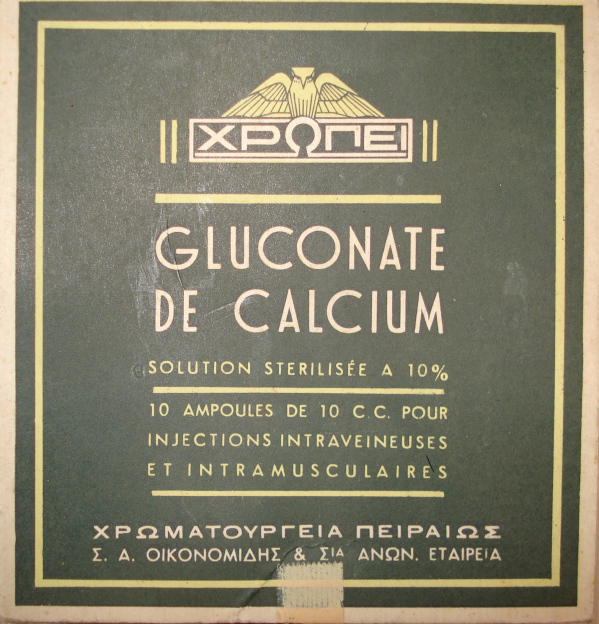 ΧΡΩΠΕΙ
GLUCONATE
DE CALCIUM
SOLUTION STERILISÉE A 10%
10 AMPOULES DE 10 C.C. POUR
INJECTIONS INTRAVEINEUSES
ET INTRAMUSCULAIRES
ΧΡΩΜΑΤΟΥΡΓΕΙΑ ΠΕΙΡΑΙΩΣ
Σ. Α. ΟΙΚΟΝΟΜΙΔΗΣ & ΣΙΑ ΑΝΩΝ. ΕΤΑΙΡΕΙΑ